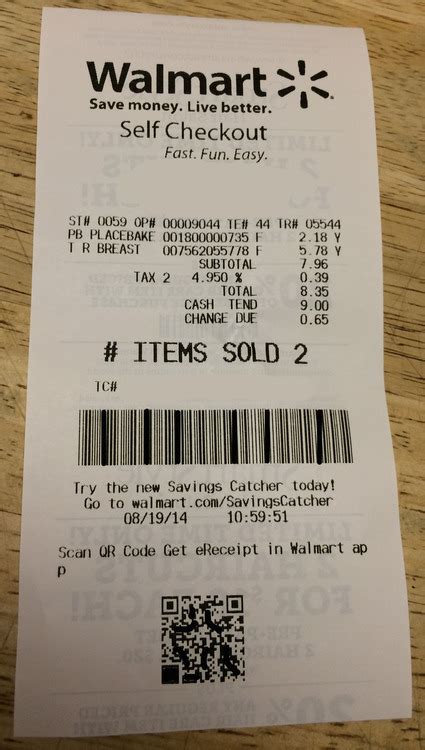 Walmart
Save money. Live better.
Self Checkout
Fast. Fun. Easy.
ST# 0059 OP# 00009044 TE# 44 TR# 05544
PB PLACEBAKE 001800000735 F 2.18 Y
T R BREAST 007562055778 F 5.78 Y
SUBTOTAL 7.96
TAX 2 4.950 % 0.39
TOTAL 8.35
CASH TEND 9.00
CHANGE DUE 0.65
# ITEMS SOLD 2
TC#
Try the new Savings Catcher today!
Go to walmart.com/SavingsCatcher
08/19/14 10:59:51
Scan QR Code Get eReceipt in Walmart ap
p